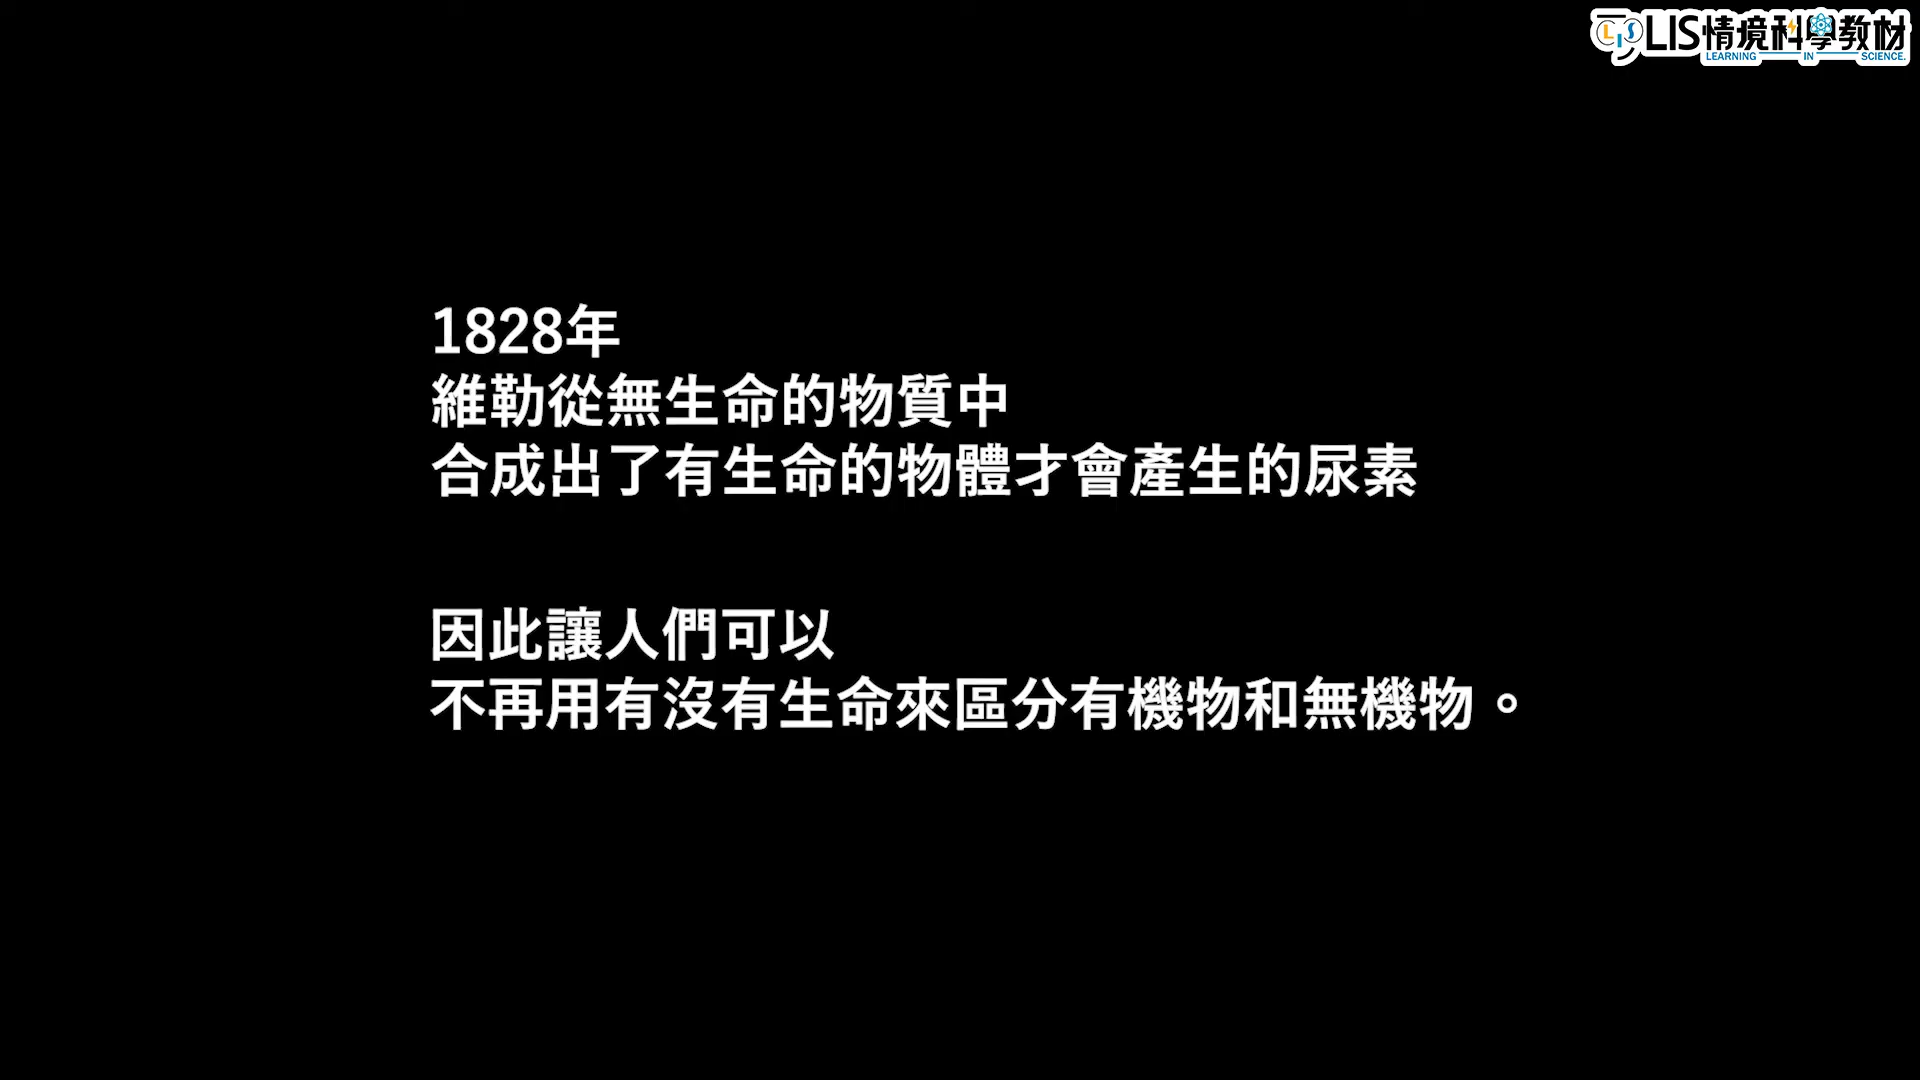 LIS情境科學教材
LEARNING IN SCIENCE.
1828年
維勒從無生命的物質中
合成出了有生命的物體才會產生的尿素
因此讓人們可以
不再用有沒有生命來區分有機物和無機物。